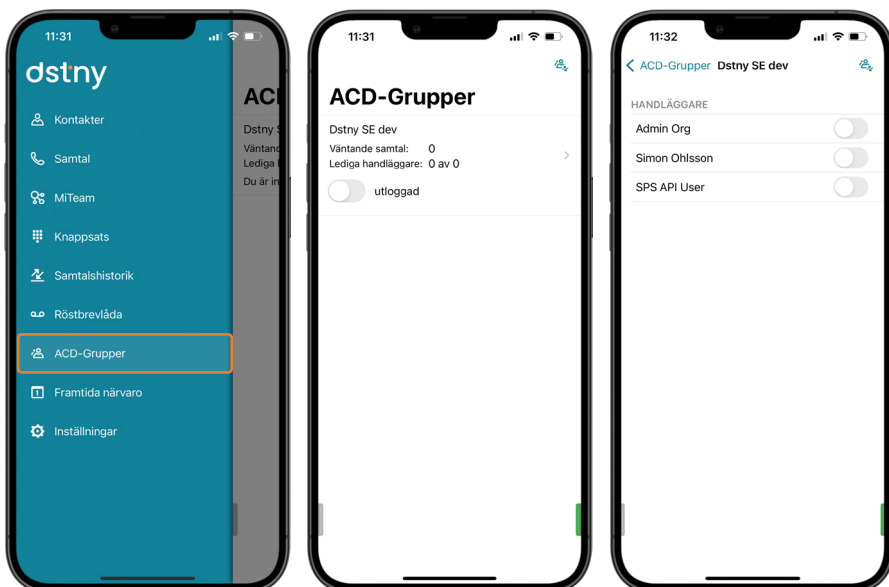 11:31
dstny
Kontakter
Samtal
MiTeam
Knappsats
Samtalshistorik
Röstbrevlåda
ACD-Grupper
1
Framtida närvaro
Inställningar
ACD
Dstny
Lediga
Du är in
11:31
ACD-Grupper
Dstny SE dev
Väntande samtal: 0
Lediga handläggare: 0 av 0
utloggad
11:32
ACD-Grupper Dstny SE dev
HANDLÄGGARE
Admin Org
Simon Ohlsson
SPS API User